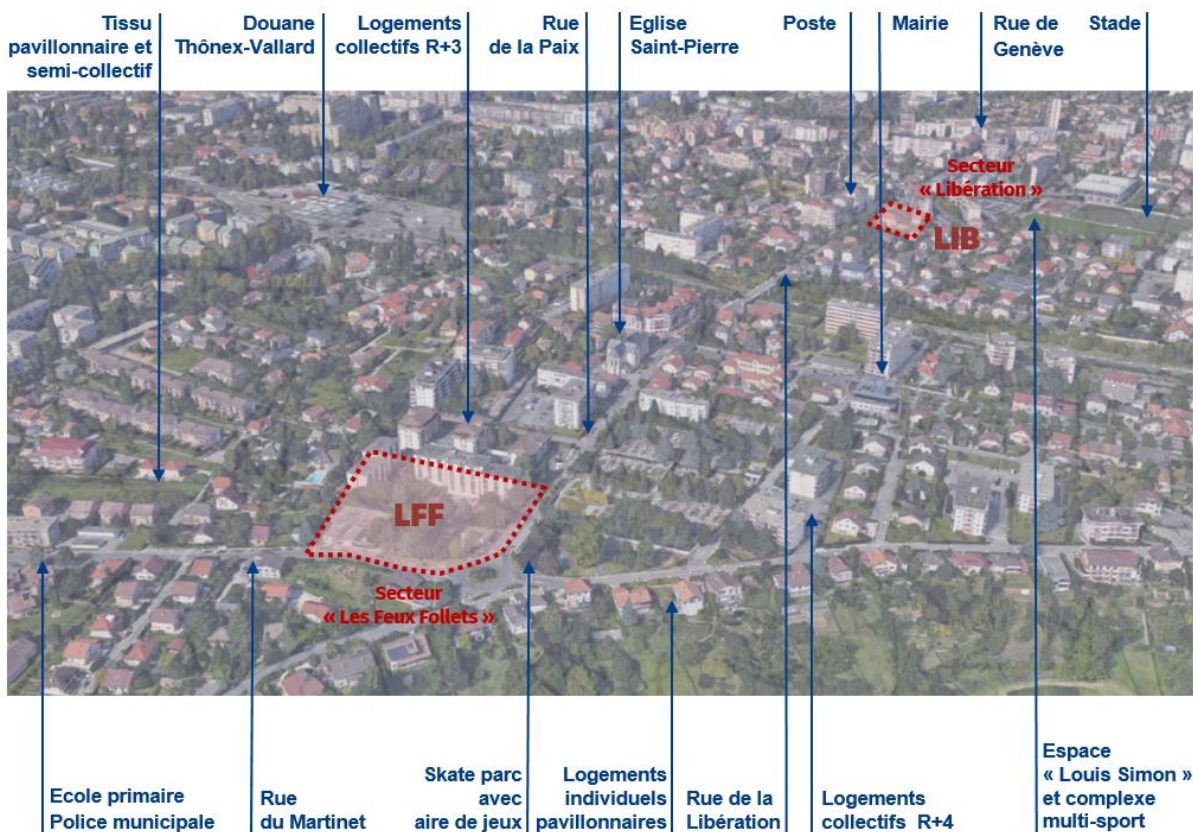 Tissu
pavillonnaire et
semi-collectif
Douane
Thônex-Vallard
Logements
collectifs R+3
Rue
de la Paix
Eglise
Saint-Pierre
Poste
Mairie
Rue de
Genève
Stade
Secteur
« Libération »
LIB
LFF
Secteur
« Les Feux Follets »
Ecole primaire
Police municipale
Rue
du Martinet
Skate parc
avec
aire de jeux
Logements
individuels
pavillonnaires
Rue de la
Libération
Logements
collectifs R+4
Espace
« Louis Simon »
et complexe
multi-sport